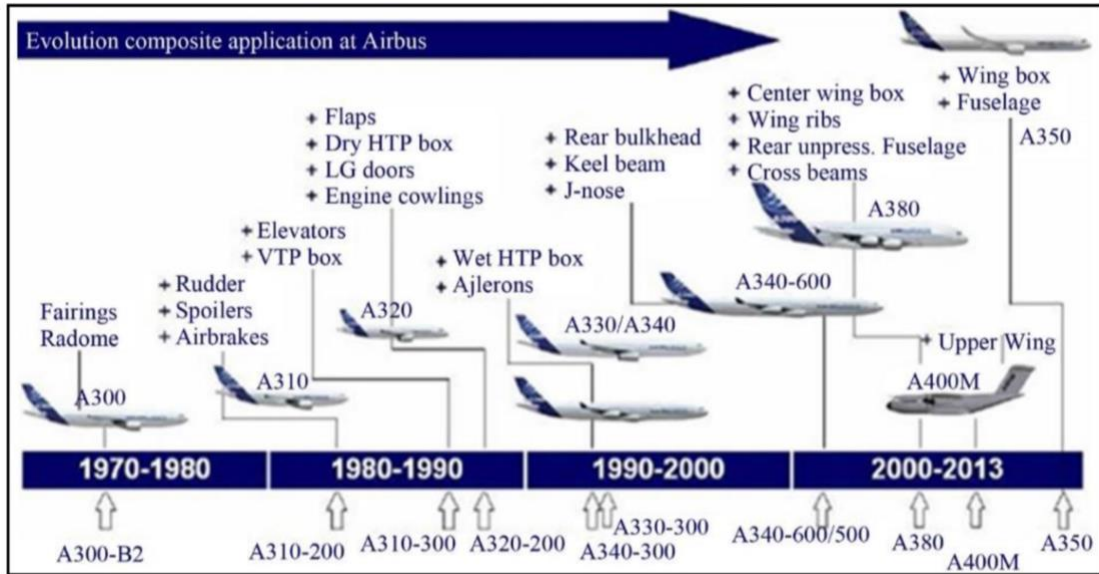 Evolution composite application at Airbus
+ Wing box
+ Fuselage
A350
+ Center wing box
+ Wing ribs
+ Rear unpress. Fuselage
+ Cross beams
A380
+ Flaps
+ Dry HTP box
+ LG doors
+ Engine cowlings
A320
+ Rear bulkhead
+ Keel beam
+ J-nose
A340-600
+ Elevators
+ VTP box
+ Wet HTP box
+ Ajlerons
A330/A340
+ Rudder
+ Spoilers
+ Airbrakes
A310
Fairings
Radome
A300
+ Upper Wing
A400M
1970-1980
1980-1990
1990-2000
2000-2013
A300-B2
A310-200
A310-300
A320-200
A330-300
A340-300
A340-600/500
A380
A400M
A350